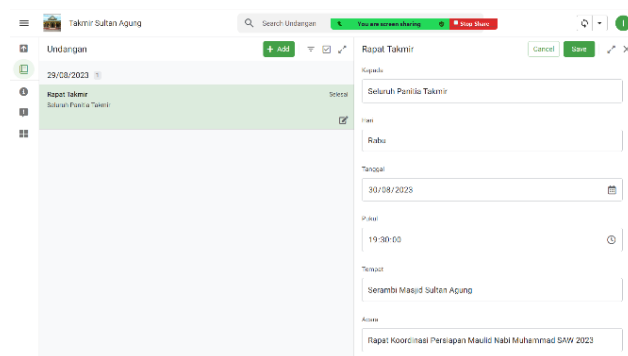 Takmir Sultan Agung
Search Undangan
You are screen sharing
Stop Share
Undangan
+ Add
29/08/2023 1
Rapat Takmir
Selesai
Seluruh Panitia Takmir
Rapat Takmir
Cancel
Save
Kepada
Seluruh Panitia Takmir
Hari
Rabu
Tanggal
30/08/2023
Pukul
19:30:00
Tempat
Serambi Masjid Sultan Agung
Acara
Rapat Koordinasi Persiapan Maulid Nabi Muhammad SAW 2023